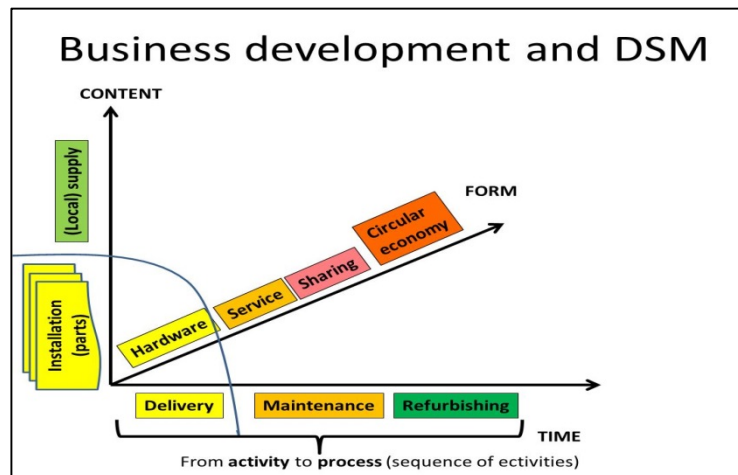 Business development and DSM
CONTENT
(Local) supply
FORM
Circular
economy
Sharing
Service
Hardware
Installation
(parts)
Delivery
Maintenance
Refurbishing
TIME
From activity to process (sequence of ectivities)